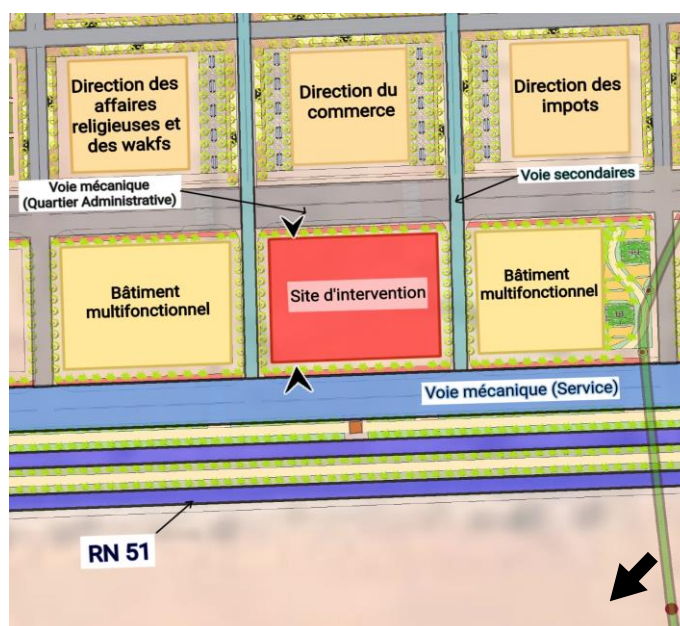 Direction des
affaires
religieuses et
des wakfs
Direction du
commerce
Direction des
impots
Voie mécanique
(Quartier Administrative)
Voie secondaires
Bâtiment
multifonctionnel
Site d'intervention
Bâtiment
multifonctionnel
Voie mécanique (Service)
RN 51